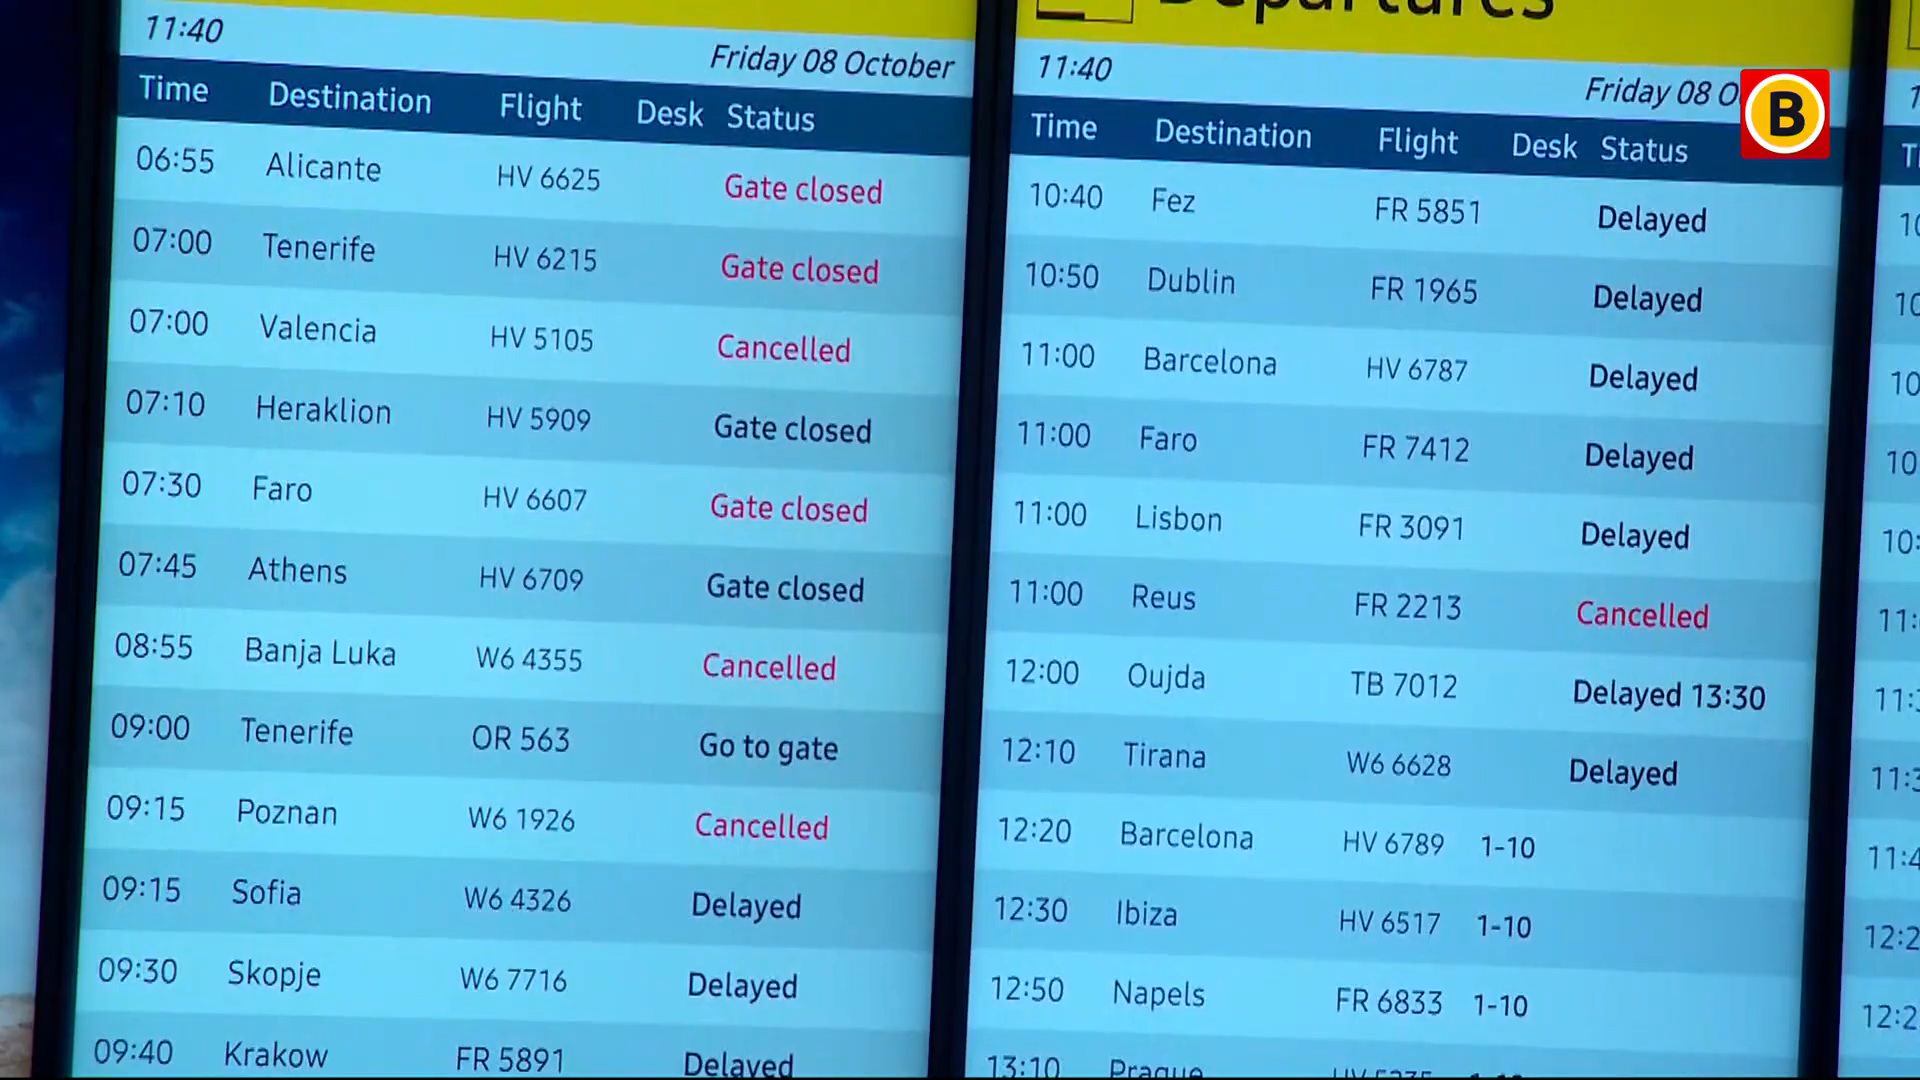 11:40
Friday 08 October
Time Destination Flight Desk Status
06:55 Alicante HV 6625 Gate closed
07:00 Tenerife HV 6215 Gate closed
07:00 Valencia HV 5105 Cancelled
07:10 Heraklion HV 5909 Gate closed
07:30 Faro HV 6607 Gate closed
07:45 Athens HV 6709 Gate closed
08:55 Banja Luka W6 4355 Cancelled
09:00 Tenerife OR 563 Go to gate
09:15 Poznan W6 1926 Cancelled
09:15 Sofia W6 4326 Delayed
09:30 Skopje W6 7716 Delayed
09:40 Krakow FR 5891 Delayed
Departures
11:40
Friday 08 O
B
Time Destination Flight Desk Status
10:40 Fez FR 5851 Delayed
10:50 Dublin FR 1965 Delayed
11:00 Barcelona HV 6787 Delayed
11:00 Faro FR 7412 Delayed
11:00 Lisbon FR 3091 Delayed
11:00 Reus FR 2213 Cancelled
12:00 Oujda TB 7012 Delayed 13:30
12:10 Tirana W6 6628 Delayed
12:20 Barcelona HV 6789 1-10
12:30 Ibiza HV 6517 1-10
12:50 Napels FR 6833 1-10
13:10 Prague